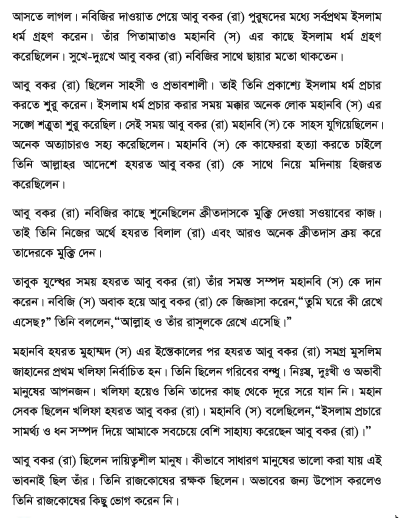 আসতে লাগল। নবিজির দাওয়াত পেয়ে আবু বকর (রা) পুরুষদের মধ্যে সর্বপ্রথম ইসলাম
ধর্ম গ্রহণ করেন। তাঁর পিতামাতাও মহানবি (স) এর কাছে ইসলাম ধর্ম গ্রহণ
করেছিলেন। সুখে-দুঃখে আবু বকর (রা) নবিজির সাথে ছায়ার মতো থাকতেন।
আবু বকর (রা) ছিলেন সাহসী ও প্রভাবশালী। তাই তিনি প্রকাশ্যে ইসলাম ধর্ম প্রচার
করতে শুরু করেন। ইসলাম ধর্ম প্রচার করার সময় মক্কার অনেক লোক মহানবি (স) এর
সঙ্গে শত্রুতা শুরু করেছিল। সেই সময় আবু বকর (রা) মহানবি (স) কে সাহস যুগিয়েছিলেন।
অনেক অত্যাচারও সহ্য করেছিলেন। মহানবি (স) কে কাফেররা হত্যা করতে চাইলে
তিনি আল্লাহর আদেশে হযরত আবু বকর (রা) কে সাথে নিয়ে মদিনায় হিজরত
করেছিলেন।
আবু বকর (রা) নবিজির কাছে শুনেছিলেন ক্রীতদাসকে মুক্তি দেওয়া সওয়াবের কাজ।
তাই তিনি নিজের অর্থে হযরত বিলাল (রা) এবং আরও অনেক ক্রীতদাস ক্রয় করে
তাদেরকে মুক্তি দেন।
তাবুক যুদ্ধের সময় হযরত আবু বকর (রা) তাঁর সমস্ত সম্পদ মহানবি (স) কে দান
করেন। নবিজি (স) অবাক হয়ে আবু বকর (রা) কে জিজ্ঞাসা করেন,“তুমি ঘরে কী রেখে
এসেছ?” তিনি বললেন,“আল্লাহ ও তাঁর রাসুলকে রেখে এসেছি।”
মহানবি হযরত মুহাম্মদ (স) এর ইন্তেকালের পর হযরত আবু বকর (রা) সমগ্র মুসলিম
জাহানের প্রথম খলিফা নির্বাচিত হন। তিনি ছিলেন গরিবের বন্ধু। নিঃস্ব, দুঃখী ও অভাবী
মানুষের আপনজন। খলিফা হয়েও তিনি তাদের কাছ থেকে দূরে সরে যান নি। মহান
সেবক ছিলেন খলিফা হযরত আবু বকর (রা)। মহানবি (স) বলেছিলেন,“ইসলাম প্রচারে
সামর্থ্য ও ধন সম্পদ দিয়ে আমাকে সবচেয়ে বেশি সাহায্য করেছেন আবু বকর (রা)।”
আবু বকর (রা) ছিলেন দায়িত্বশীল মানুষ। কীভাবে সাধারণ মানুষের ভালো করা যায় এই
ভাবনাই ছিল তাঁর। তিনি রাজকোষের রক্ষক ছিলেন। অভাবের জন্য উপোস করলেও
তিনি রাজকোষের কিছু ভোগ করেন নি।